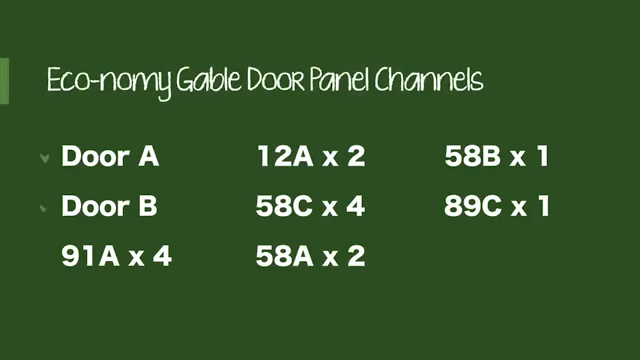 Eco-nomy Gable Door Panel Channels
Door A 12A x 2 58B x 1
Door B 58C x 4 89C x 1
91A x 4 58A x 2